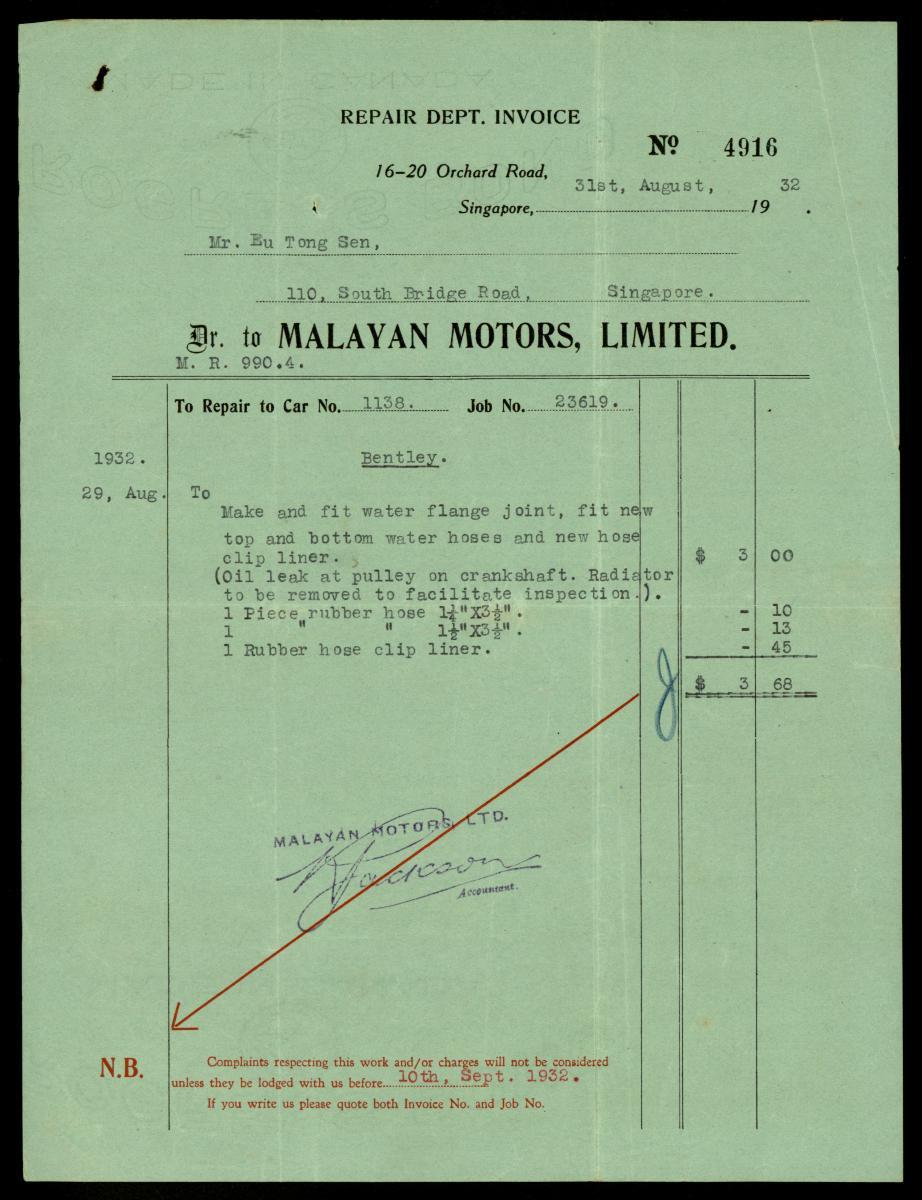 REPAIR DEPT. INVOICE
Nº 4916
16-20 Orchard Road,
31st, August, 32
Singapore, 19 .
Mr. Eu Tong Sen,
110, South Bridge Road, Singapore.
Dr. to MALAYAN MOTORS, LIMITED.
M. R. 990.4.
To Repair to Car No. 1138. Job No. 23619.
1932. Bentley.
29, Aug. To
Make and fit water flange joint, fit new
top and bottom water hoses and new hose
clip liner. $ 3 00
(Oil leak at pulley on crankshaft. Radiator
to be removed to facilitate inspection.).
1 Piece rubber hose 1¼"X3½". - 10
1 " " 1½"X3½". - 13
1 Rubber hose clip liner. - 45
$ 3 68
MALAYAN MOTORS, LTD.
Jackson
Accountant.
N.B. Complaints respecting this work and/or charges will not be considered
unless they be lodged with us before 10th, Sept. 1932.
If you write us please quote both Invoice No. and Job No.